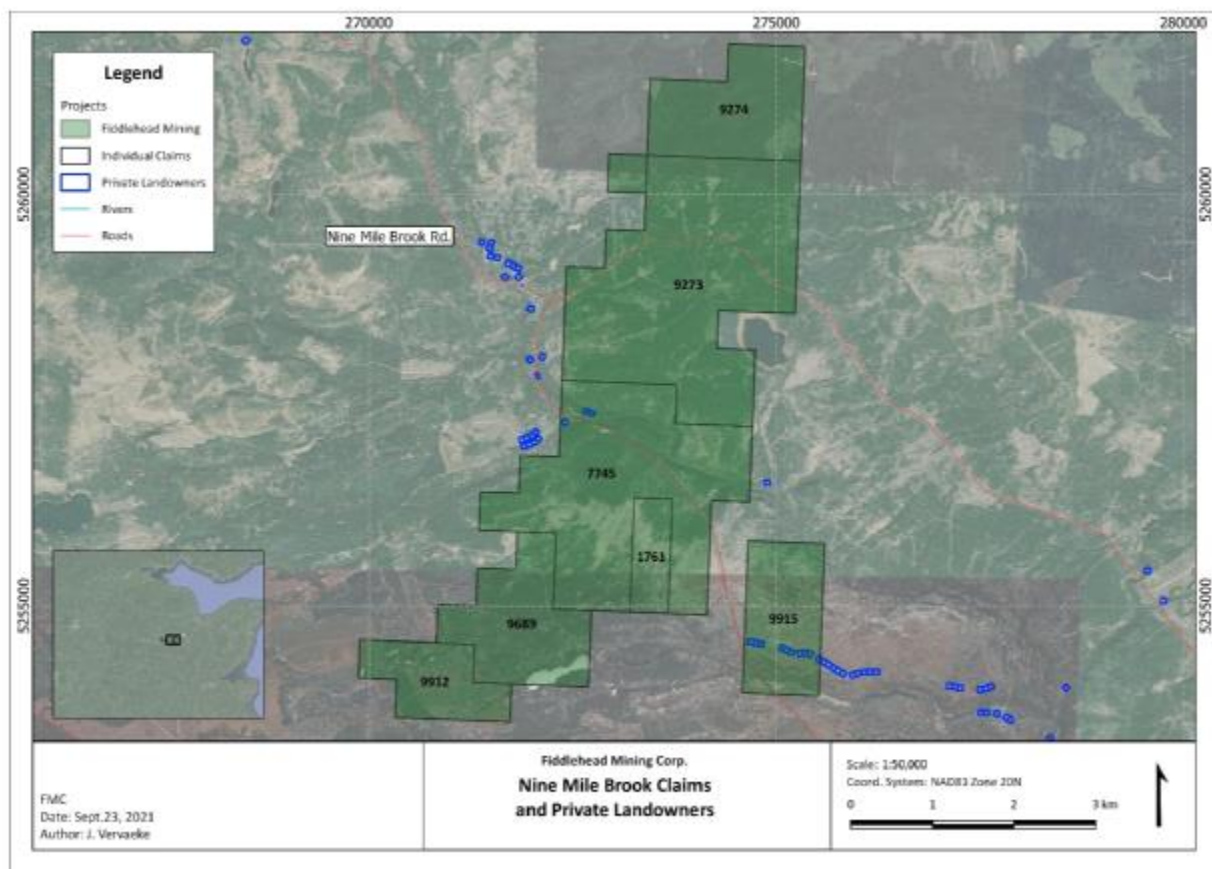 270000
275000
280000
Legend
Projects
Fiddlehead Mining
Individual Claims
Private Landowners
Rivers
Roads
5260000
5260000
Nine Mile Brook Rd.
9274
9273
7745
1761
9689
9912
9915
5255000
5255000
FMC
Date: Sept.23, 2021
Author: J. Vervaeke
Fiddlehead Mining Corp.
Nine Mile Brook Claims
and Private Landowners
Scale: 1:50,000
Coord. System: NAD83 Zone 20N
0 1 2 3 km